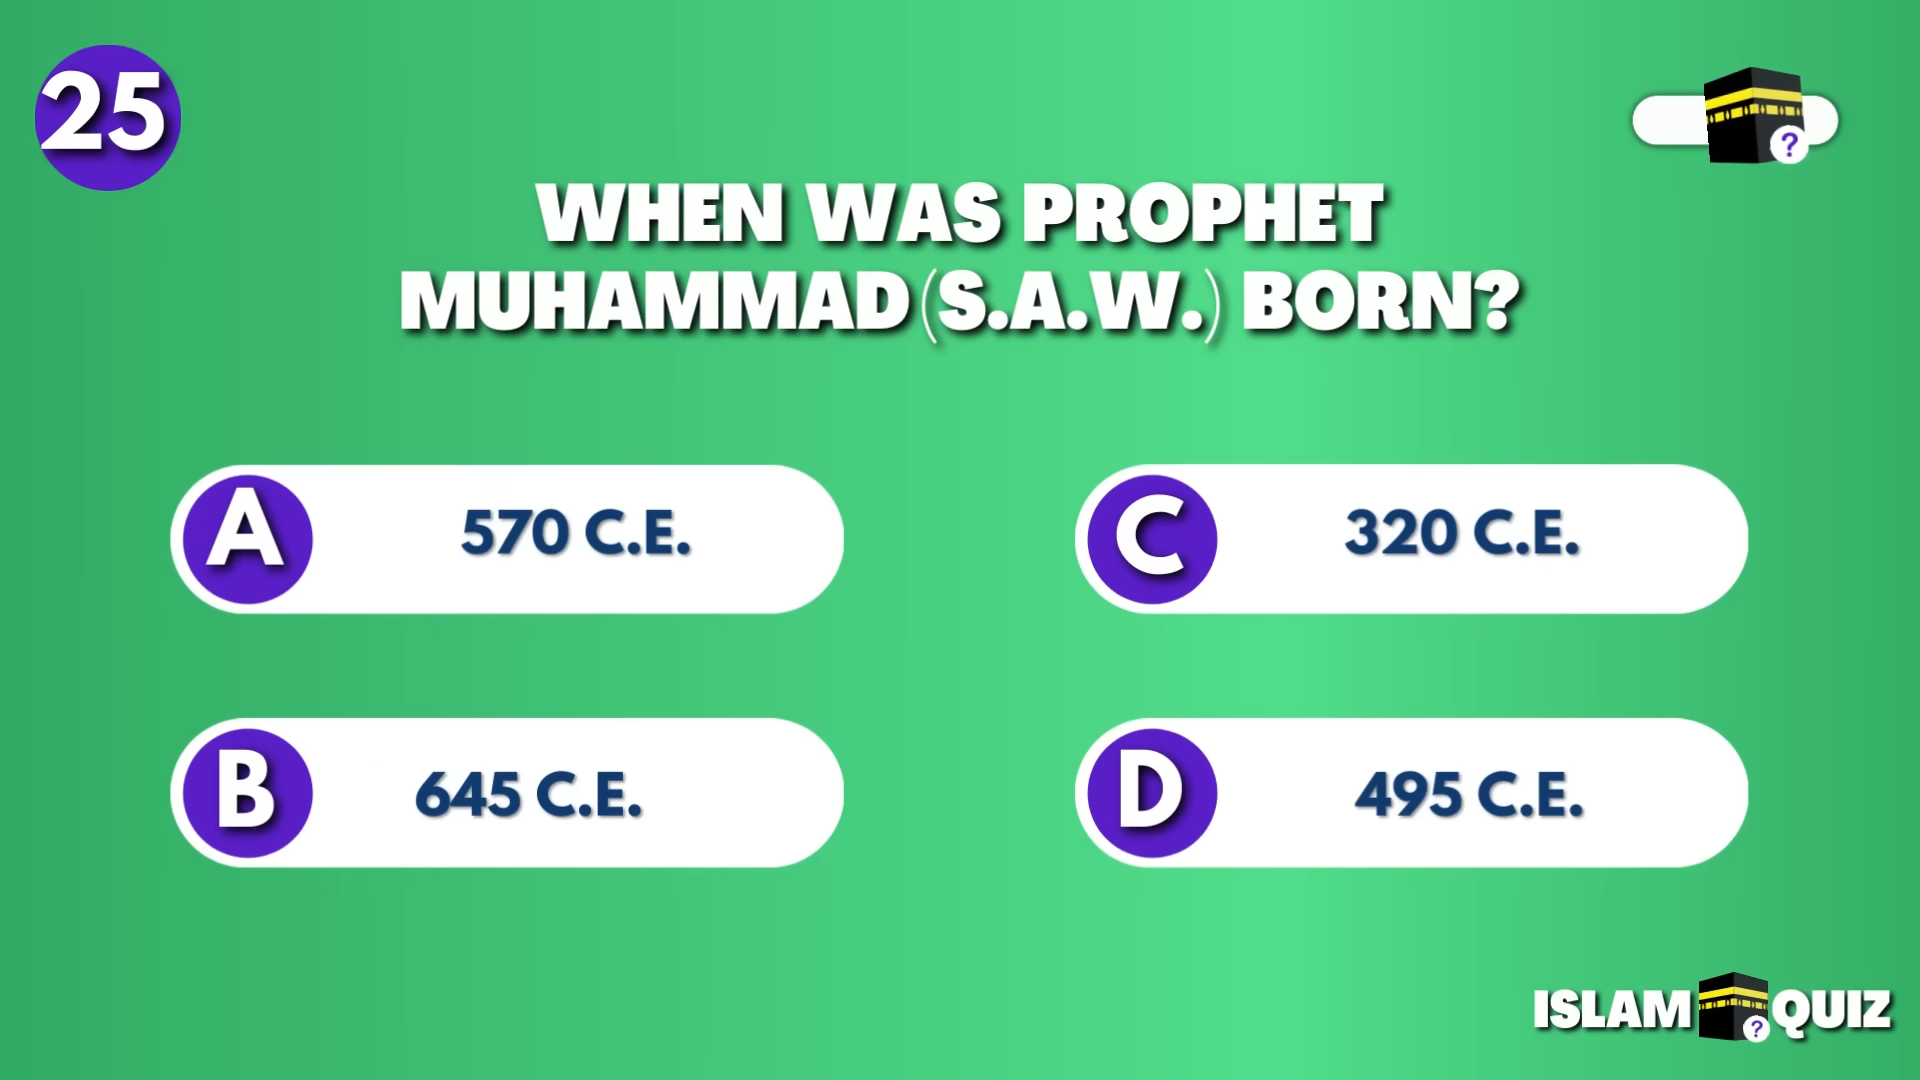 25
?
WHEN WAS PROPHET
MUHAMMAD (S.A.W.) BORN?
A 570 C.E.
C 320 C.E.
B 645 C.E.
D 495 C.E.
ISLAM ? QUIZ